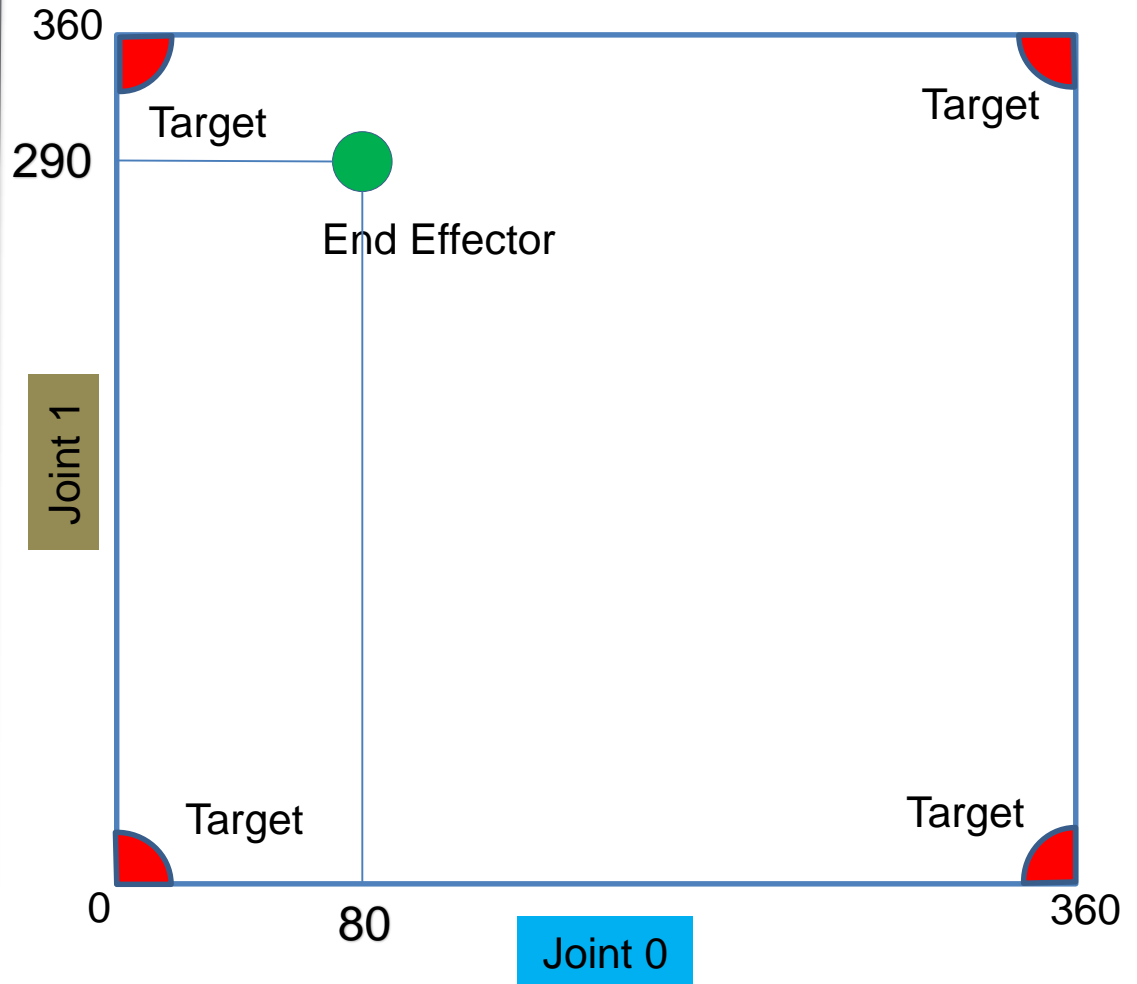 360
Target
Target
290
End Effector
Joint 1
Target
Target
0
80
360
Joint 0